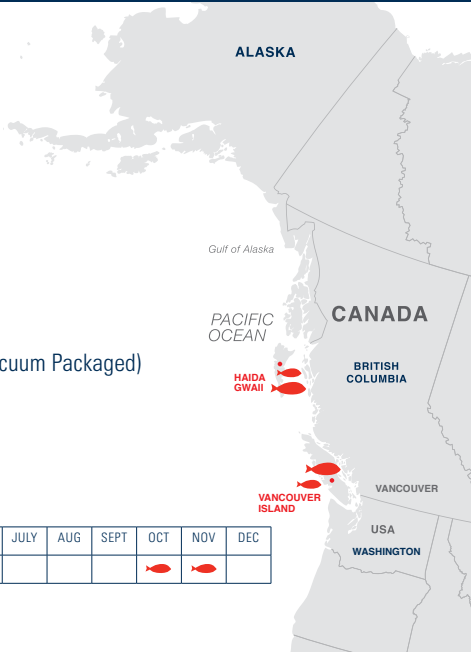 ALASKA
Gulf of Alaska
PACIFIC
OCEAN
CANADA
cuum Packaged)
BRITISH
COLUMBIA
HAIDA
GWAII
VANCOUVER
VANCOUVER
ISLAND
USA
WASHINGTON
JULY AUG SEPT OCT NOV DEC